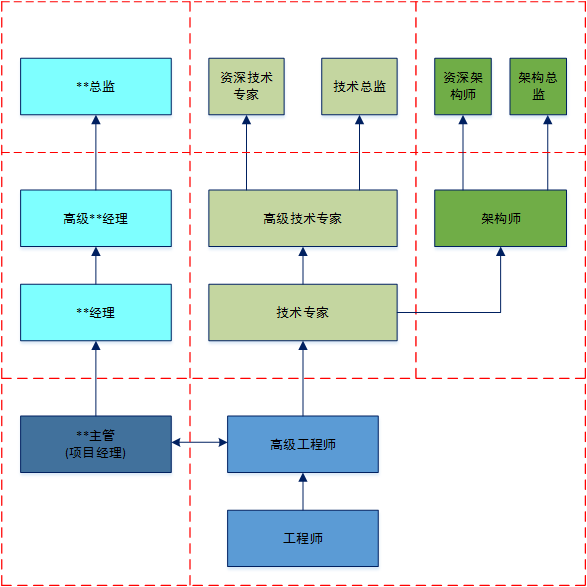 **总监
资深技术
专家
技术总监
资深架
构师
架构总
监
高级**经理
高级技术专家
架构师
**经理
技术专家
**主管
(项目经理)
高级工程师
工程师